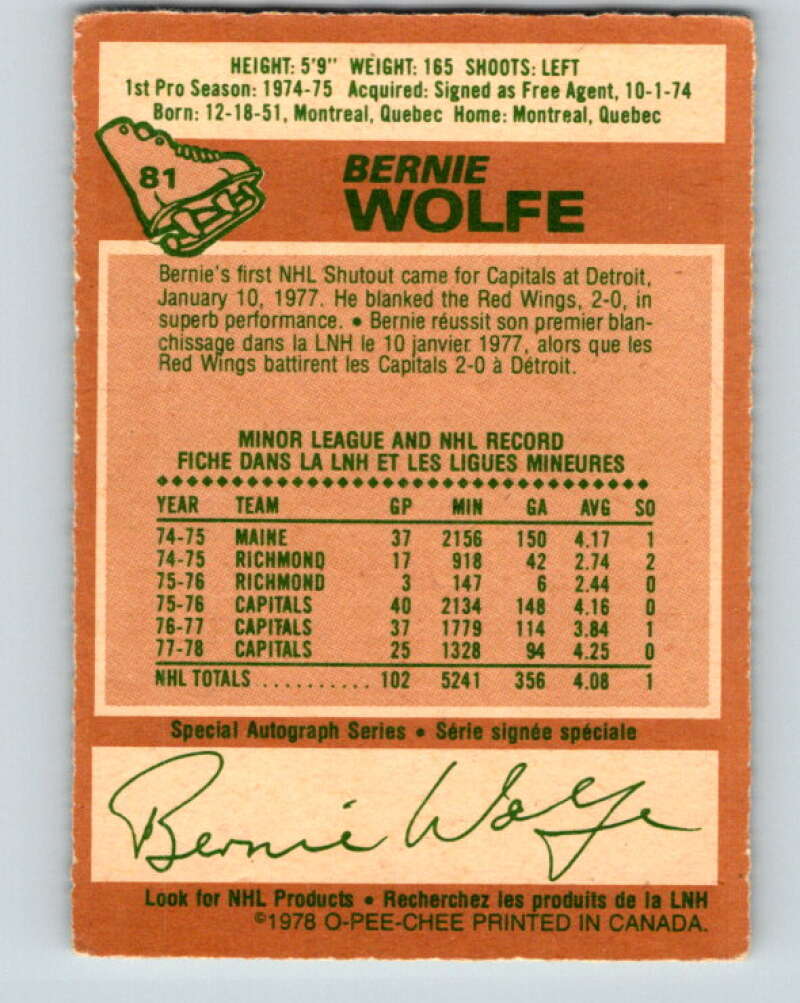 HEIGHT: 5'9" WEIGHT: 165 SHOOTS: LEFT
1st Pro Season: 1974-75 Acquired: Signed as Free Agent, 10-1-74
Born: 12-18-51, Montreal, Quebec Home: Montreal, Quebec
81
BERNIE
WOLFE
Bernie's first NHL Shutout came for Capitals at Detroit,
January 10, 1977. He blanked the Red Wings, 2-0, in
superb performance. • Bernie réussit son premier blan-
chissage dans la LNH le 10 janvier 1977, alors que les
Red Wings battirent les Capitals 2-0 à Détroit.
MINOR LEAGUE AND NHL RECORD
FICHE DANS LA LNH ET LES LIGUES MINEURES
YEAR TEAM GP MIN GA AVG SO
74-75 MAINE 37 2156 150 4.17 1
74-75 RICHMOND 17 918 42 2.74 2
75-76 RICHMOND 3 147 6 2.44 0
75-76 CAPITALS 40 2134 148 4.16 0
76-77 CAPITALS 37 1779 114 3.84 1
77-78 CAPITALS 25 1328 94 4.25 0
NHL TOTALS .......... 102 5241 356 4.08 1
Special Autograph Series • Série signée spéciale
Bernie Wolfe
Look for NHL Products • Recherchez les produits de la LNH
©1978 O-PEE-CHEE PRINTED IN CANADA.